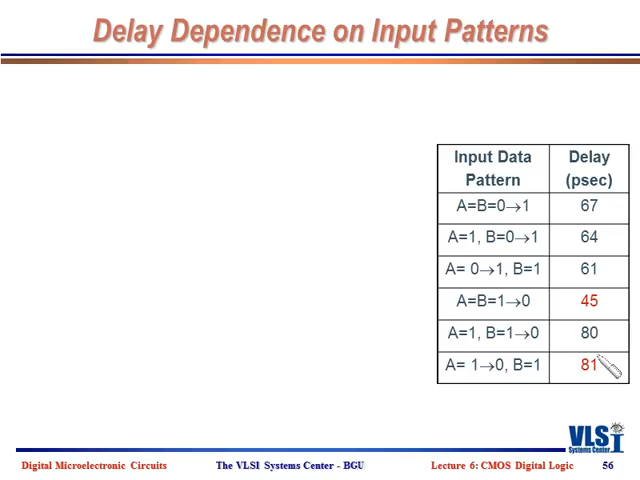 Delay Dependence on Input Patterns
Input Data Pattern Delay (psec)
A=B=0→1 67
A=1, B=0→1 64
A= 0→1, B=1 61
A=B=1→0 45
A=1, B=1→0 80
A= 1→0, B=1 81
VLSI
Systems Center
Digital Microelectronic Circuits The VLSI Systems Center - BGU Lecture 6: CMOS Digital Logic 56